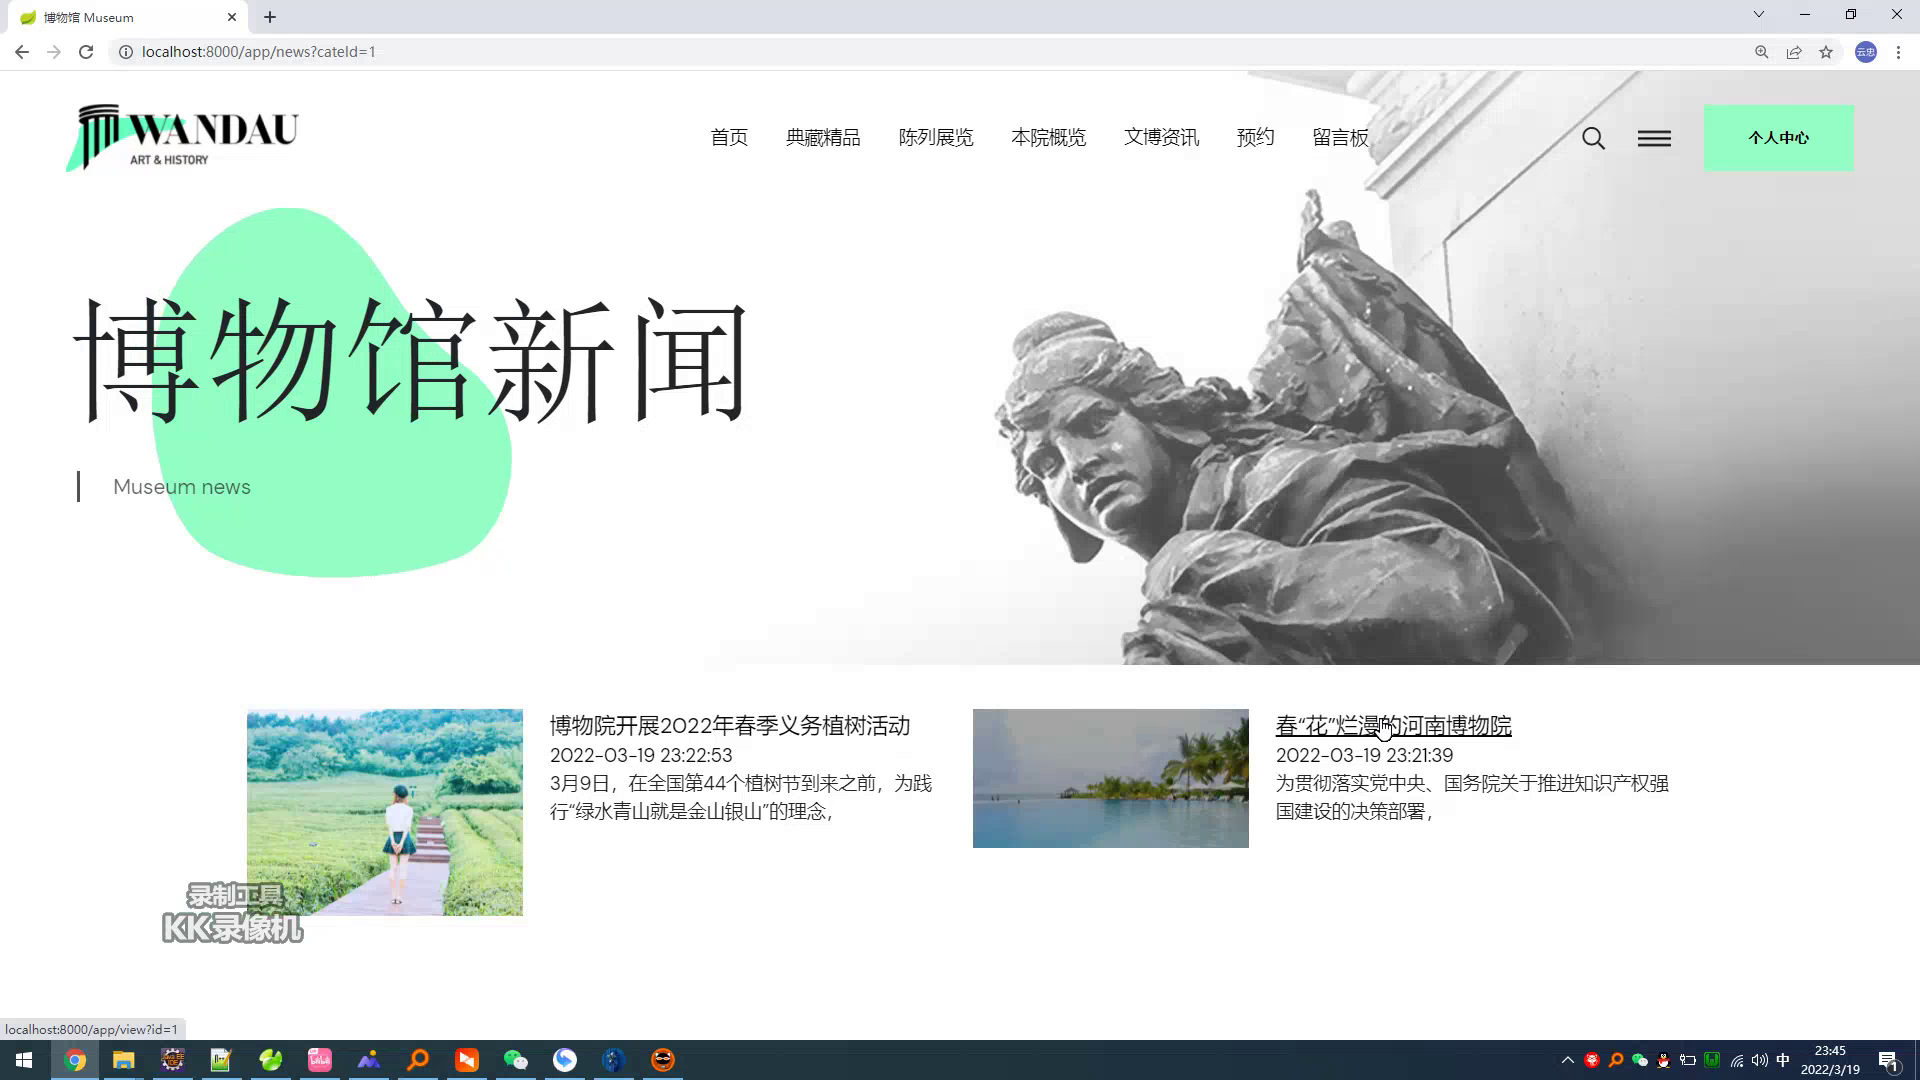 博物馆 Museum
localhost:8000/app/news?cateId=1
云忠
WANDAU
ART & HISTORY
首页 典藏精品 陈列展览 本院概览 文博资讯 预约 留言板
个人中心
博物馆新闻
Museum news
博物院开展2022年春季义务植树活动
2022-03-19 23:22:53
3月9日，在全国第44个植树节到来之前，为践
行“绿水青山就是金山银山”的理念，
春“花”烂漫的河南博物院
2022-03-19 23:21:39
为贯彻落实党中央、国务院关于推进知识产权强
国建设的决策部署，
录制工具
KK录像机
localhost:8000/app/view?id=1
中
23:45
2022/3/19
1